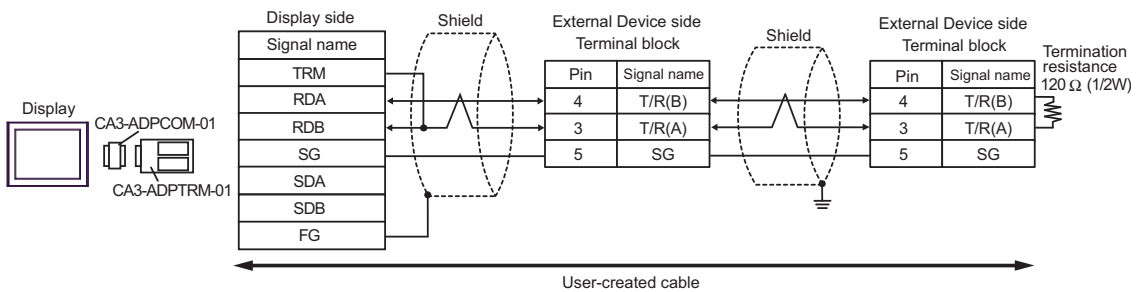 Display
CA3-ADPCOM-01
CA3-ADPTRM-01
Display side
Signal name
TRM
RDA
RDB
SG
SDA
SDB
FG
Shield
External Device side
Terminal block
Pin Signal name
4 T/R(B)
3 T/R(A)
5 SG
Shield
External Device side
Terminal block
Pin Signal name
4 T/R(B)
3 T/R(A)
5 SG
Termination
resistance
120 Ω (1/2W)
User-created cable